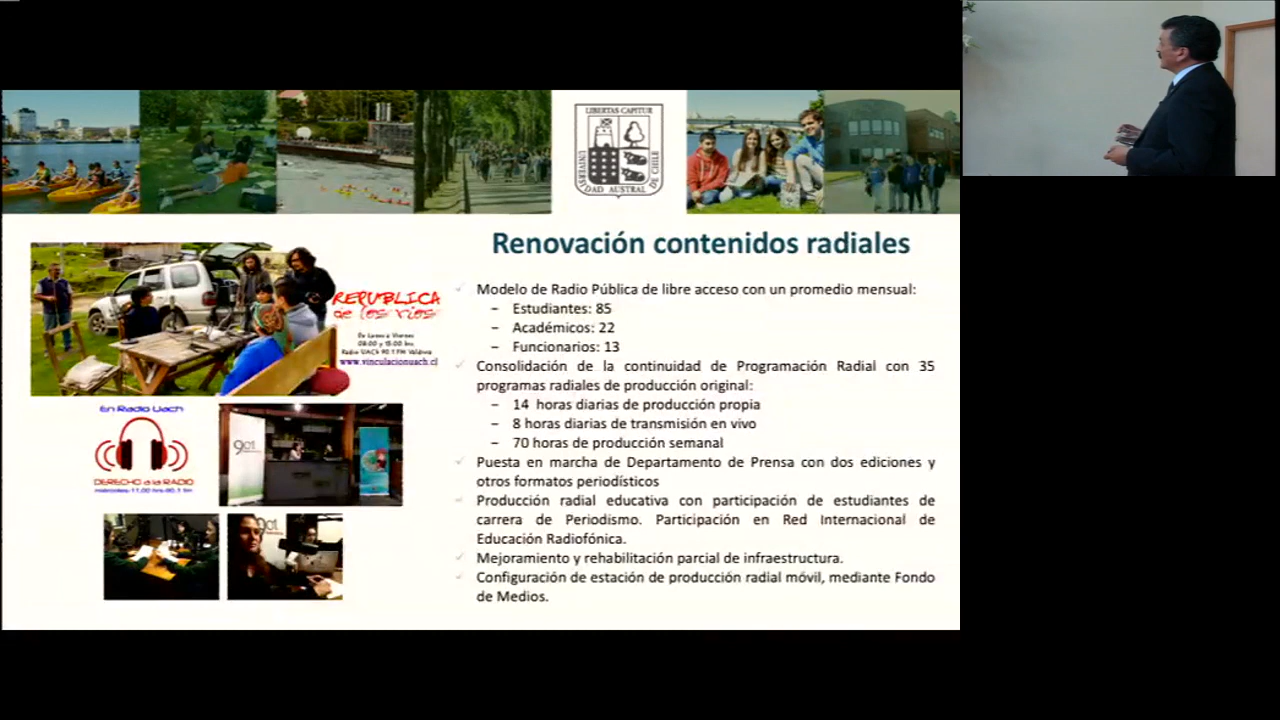 LIBERTAS CAPITUR
UNIVERSIDAD AUSTRAL DE CHILE
Renovación contenidos radiales
REPUBLICA
de los rios
De Lunes a Viernes
08:00 y 15:00 hrs
Radio UACh 90.1 FM Valdivia
www.vinculacionuach.cl
En Radio Uach
DERECHO a la RADIO
miércoles-11,00 hrs-90.1 fm
90.1
90.1
Modelo de Radio Pública de libre acceso con un promedio mensual:
− Estudiantes: 85
− Académicos: 22
− Funcionarios: 13
Consolidación de la continuidad de Programación Radial con 35
programas radiales de producción original:
− 14 horas diarias de producción propia
− 8 horas diarias de transmisión en vivo
− 70 horas de producción semanal
Puesta en marcha de Departamento de Prensa con dos ediciones y
otros formatos periodísticos
Producción radial educativa con participación de estudiantes de
carrera de Periodismo. Participación en Red Internacional de
Educación Radiofónica.
Mejoramiento y rehabilitación parcial de infraestructura.
Configuración de estación de producción radial móvil, mediante Fondo
de Medios.